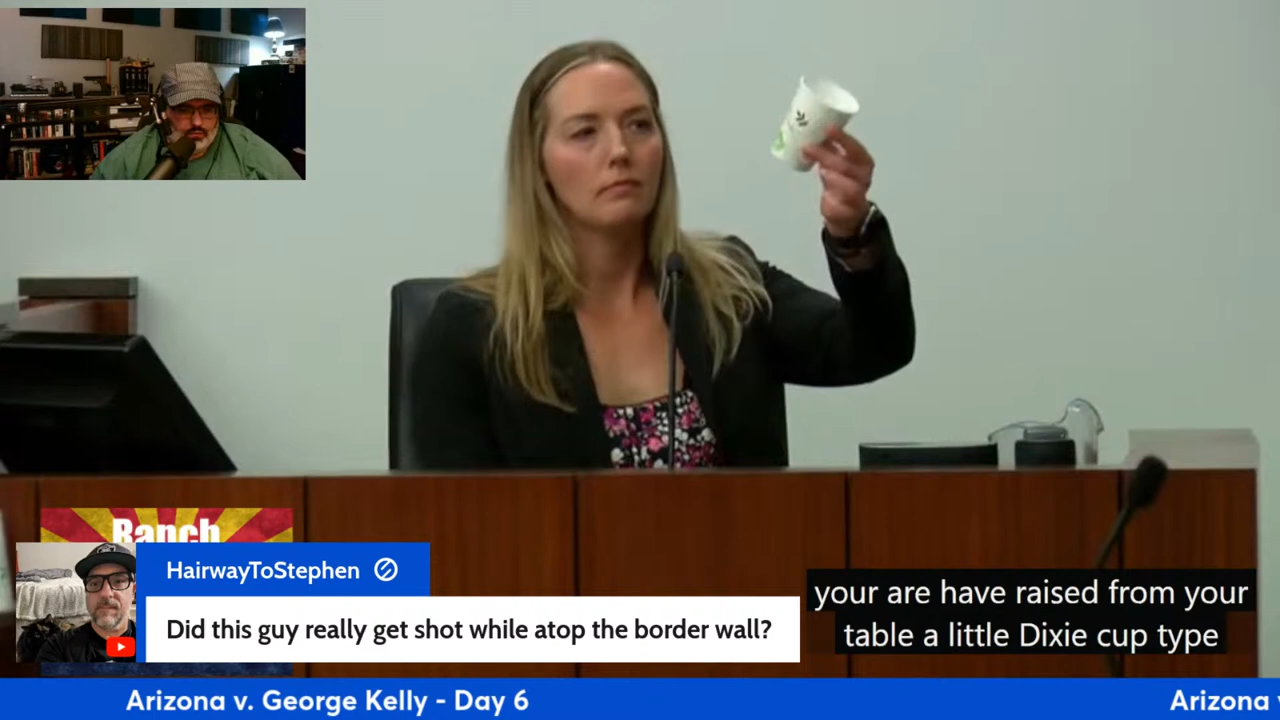 Ranch
HairwayToStephen
Did this guy really get shot while atop the border wall?
your are have raised from your
table a little Dixie cup type
Arizona v. George Kelly - Day 6
Arizona v